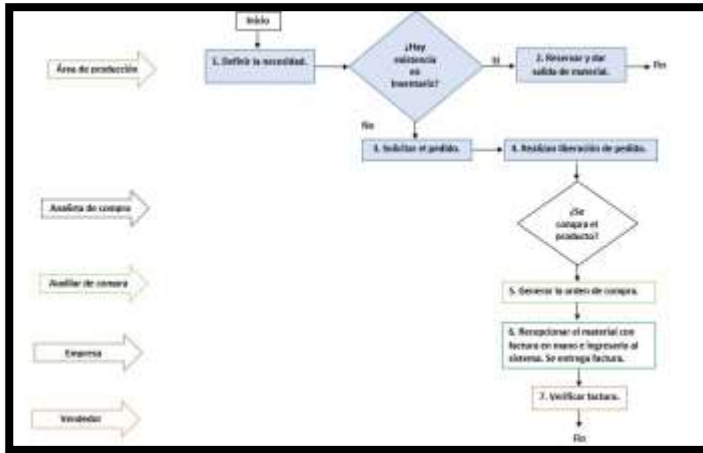 Inicio
Área de producción
1. Definir la necesidad.
¿Hay
existencia
en
inventario?
Si
2. Reservar y dar
salida de material.
Fin
No
3. Solicitar el pedido.
4. Realizar liberación de pedido.
Analista de compra
¿Se
compra el
producto?
Auxiliar de compra
5. Generar la orden de compra.
Empresa
6. Recepcionar el material con
factura en mano e ingresarlo al
sistema. Se entrega factura.
Vendedor
7. Verificar factura.
Fin